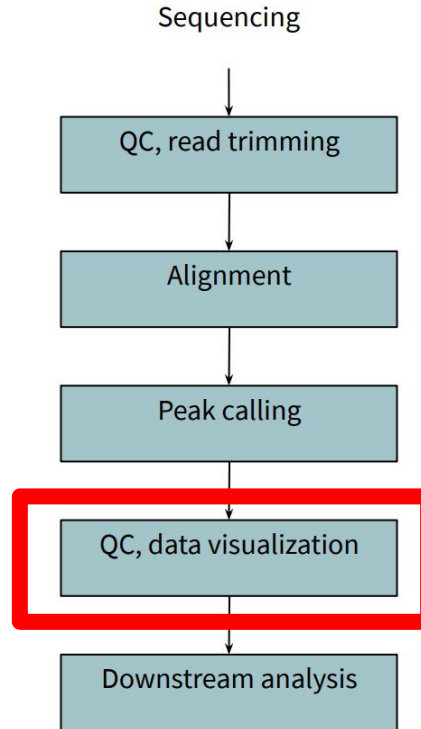 Sequencing
QC, read trimming
Alignment
Peak calling
QC, data visualization
Downstream analysis